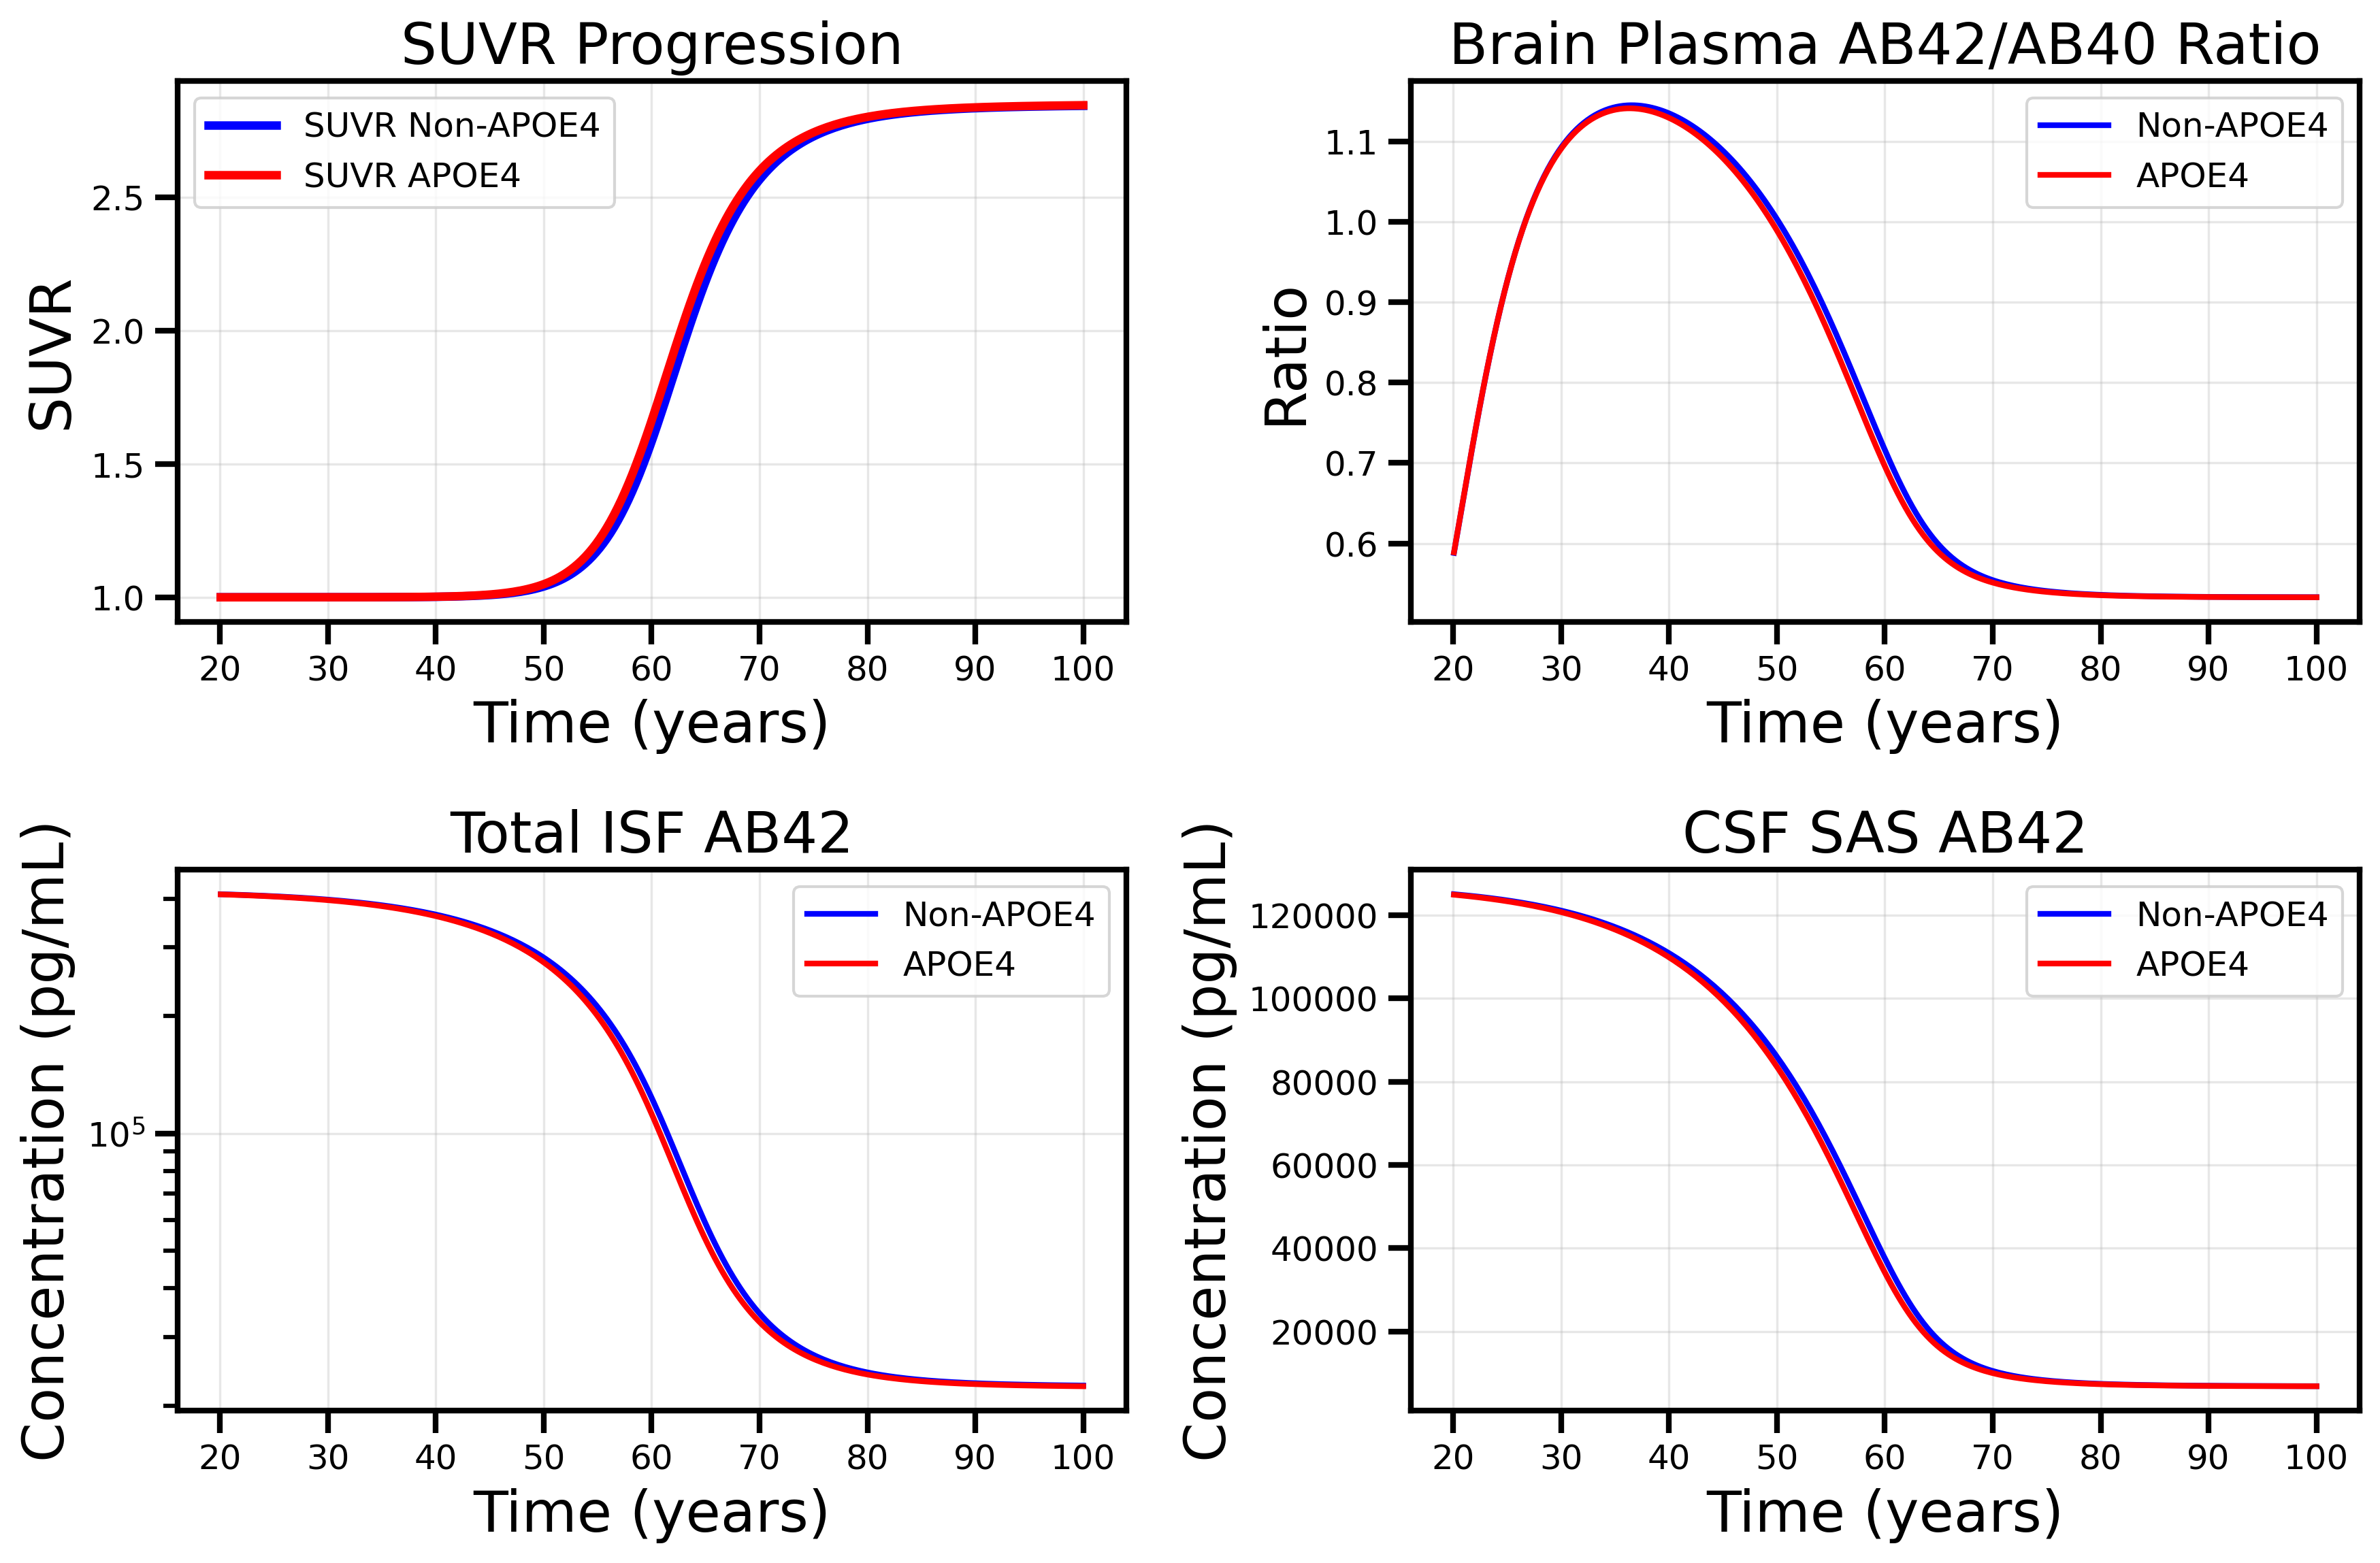 SUVR Progression
SUVR
2.5
2.0
1.5
1.0
SUVR Non-APOE4
SUVR APOE4
20 30 40 50 60 70 80 90 100
Time (years)
Brain Plasma AB42/AB40 Ratio
Ratio
1.1
1.0
0.9
0.8
0.7
0.6
Non-APOE4
APOE4
20 30 40 50 60 70 80 90 100
Time (years)
Total ISF AB42
Concentration (pg/mL)
10⁵
Non-APOE4
APOE4
20 30 40 50 60 70 80 90 100
Time (years)
CSF SAS AB42
Concentration (pg/mL)
120000
100000
80000
60000
40000
20000
Non-APOE4
APOE4
20 30 40 50 60 70 80 90 100
Time (years)